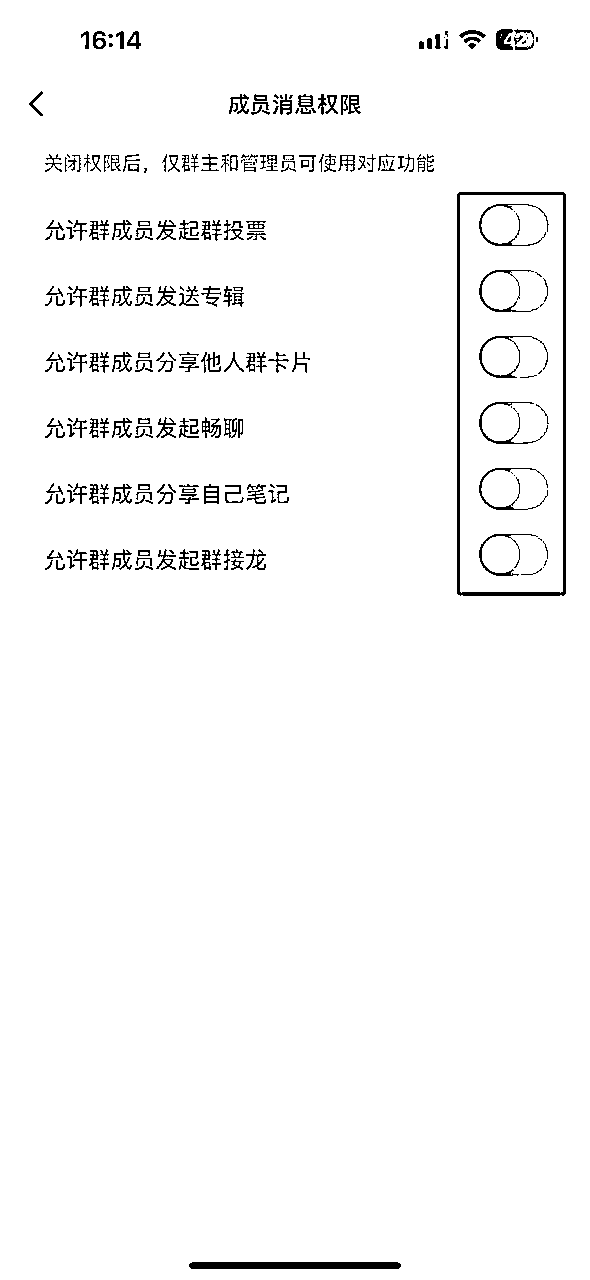 16:14
42
成员消息权限
关闭权限后，仅群主和管理员可使用对应功能
允许群成员发起群投票
允许群成员发送专辑
允许群成员分享他人群卡片
允许群成员发起畅聊
允许群成员分享自己笔记
允许群成员发起群接龙